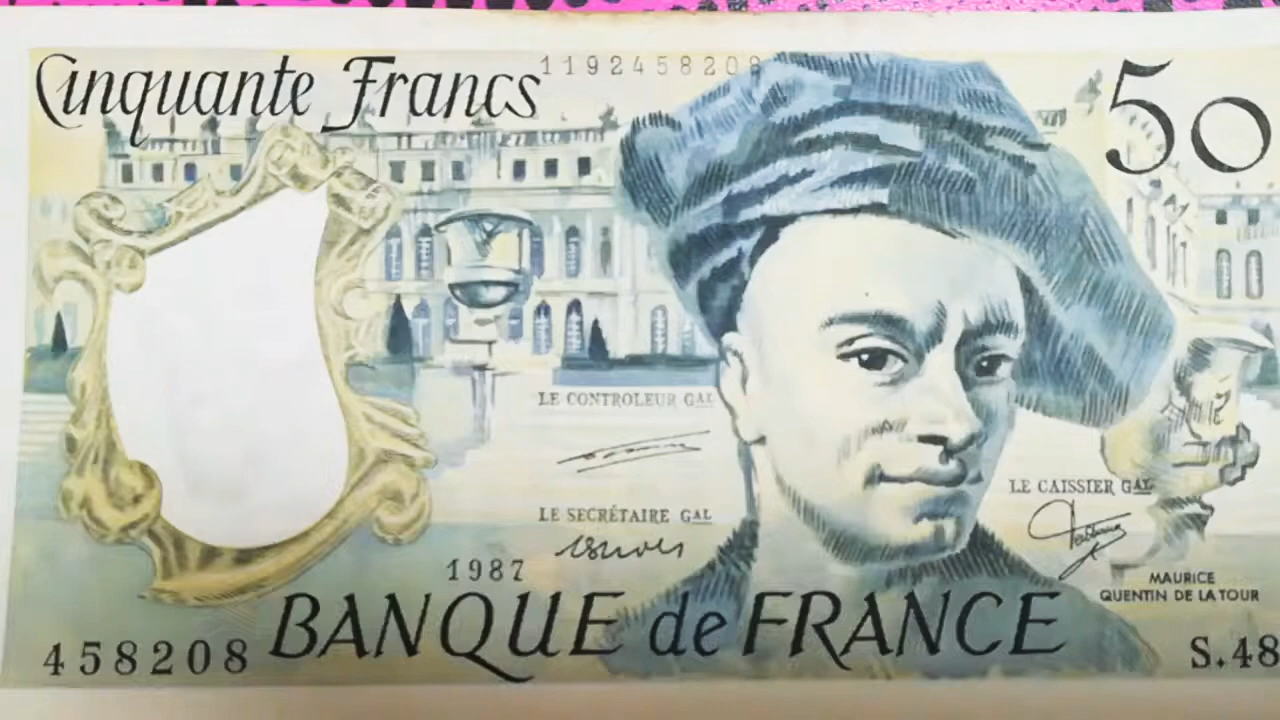 Cinquante Francs
1192458208
50
LE CONTROLEUR GAL
LE SECRÉTAIRE GAL
LE CAISSIER GAL
1987
MAURICE
QUENTIN DE LA TOUR
BANQUE de FRANCE
458208
S.48